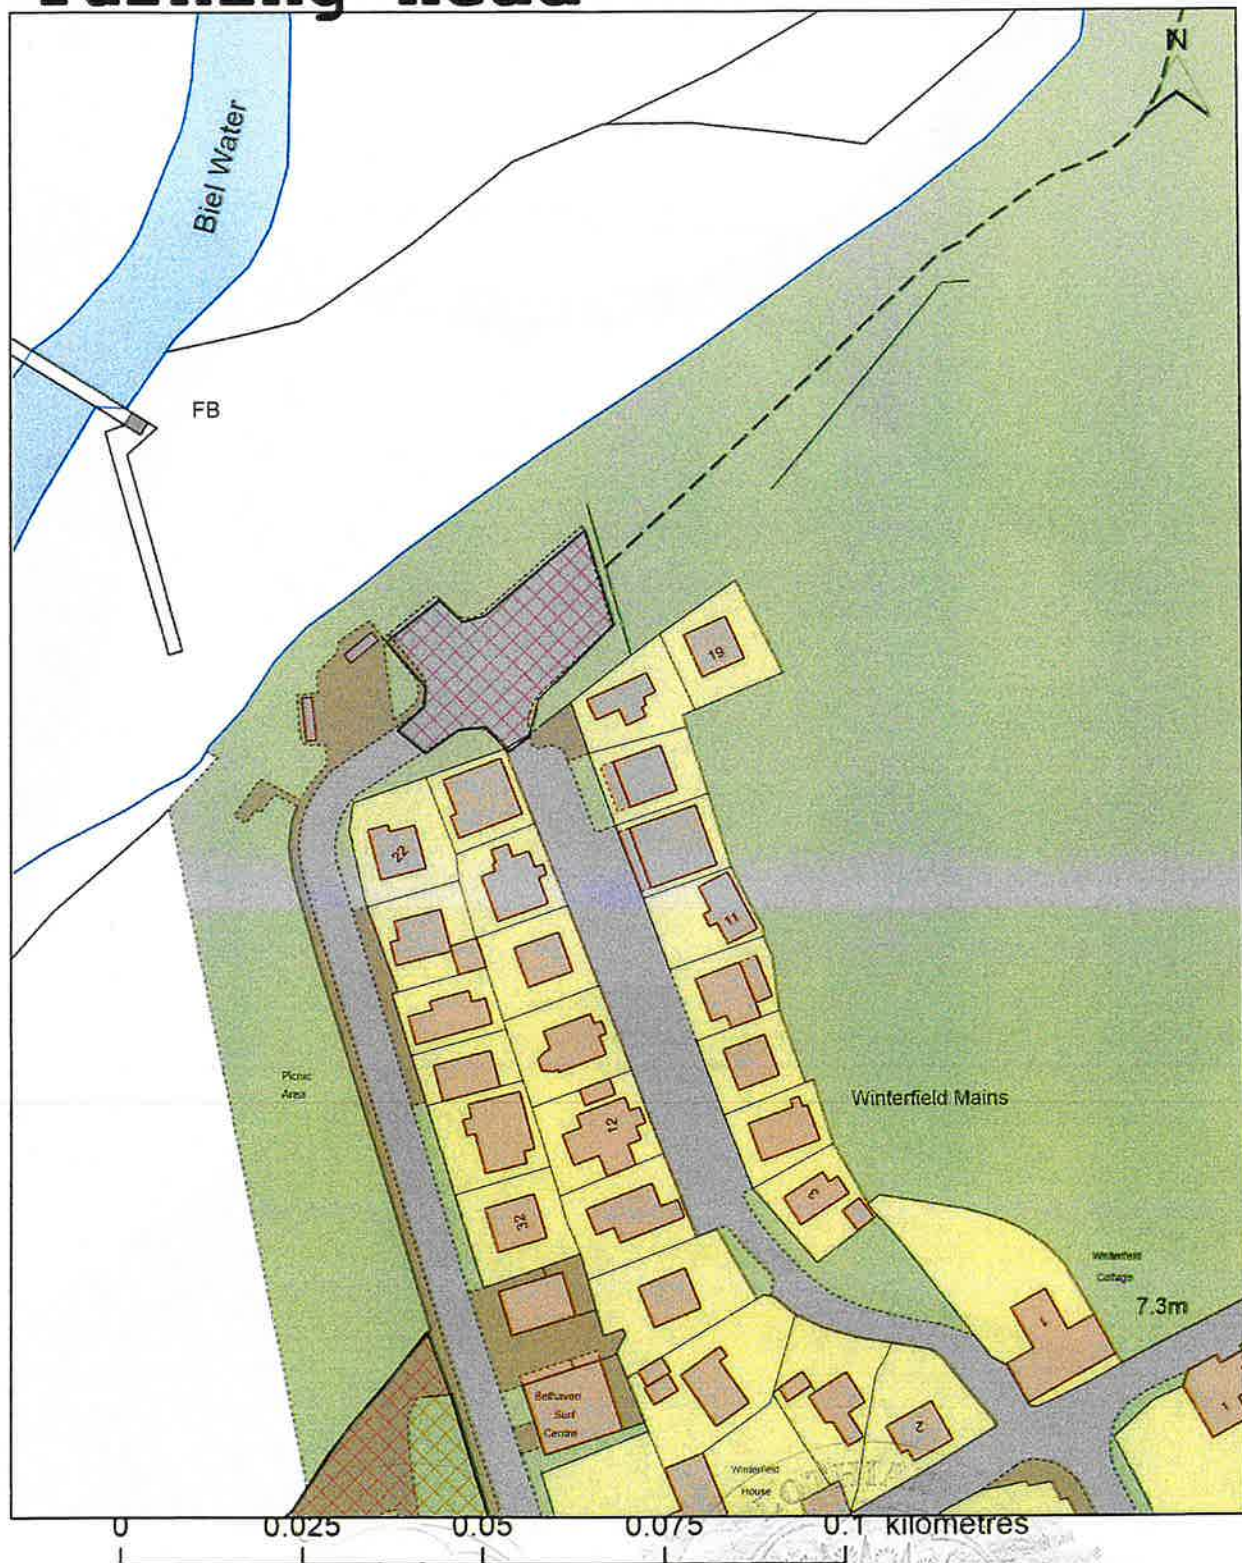 N
Biel Water
FB
19
22
11
Picnic
Area
12
Winterfield Mains
3
32
Winterfield
Cottage
7.3m
1
1
Belhaven
Surf
Centre
2
Winterfield
House
0 0.025 0.05 0.075 0.1 kilometres